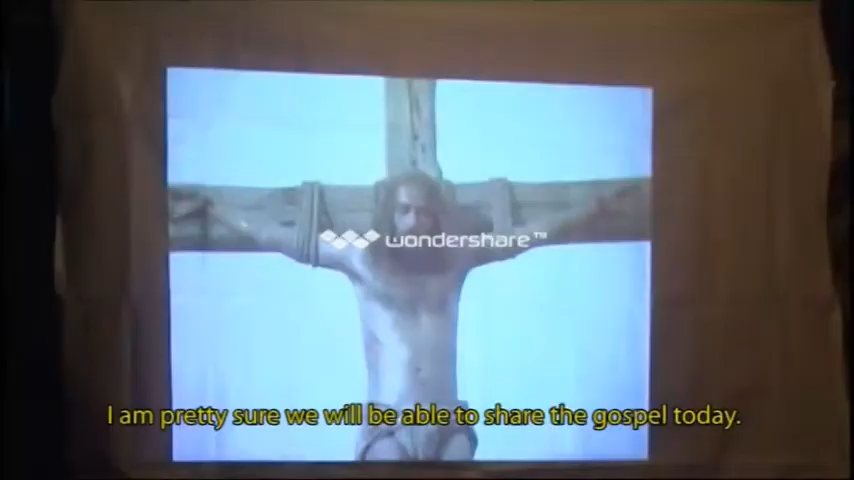 wondershare™
I am pretty sure we will be able to share the gospel today.